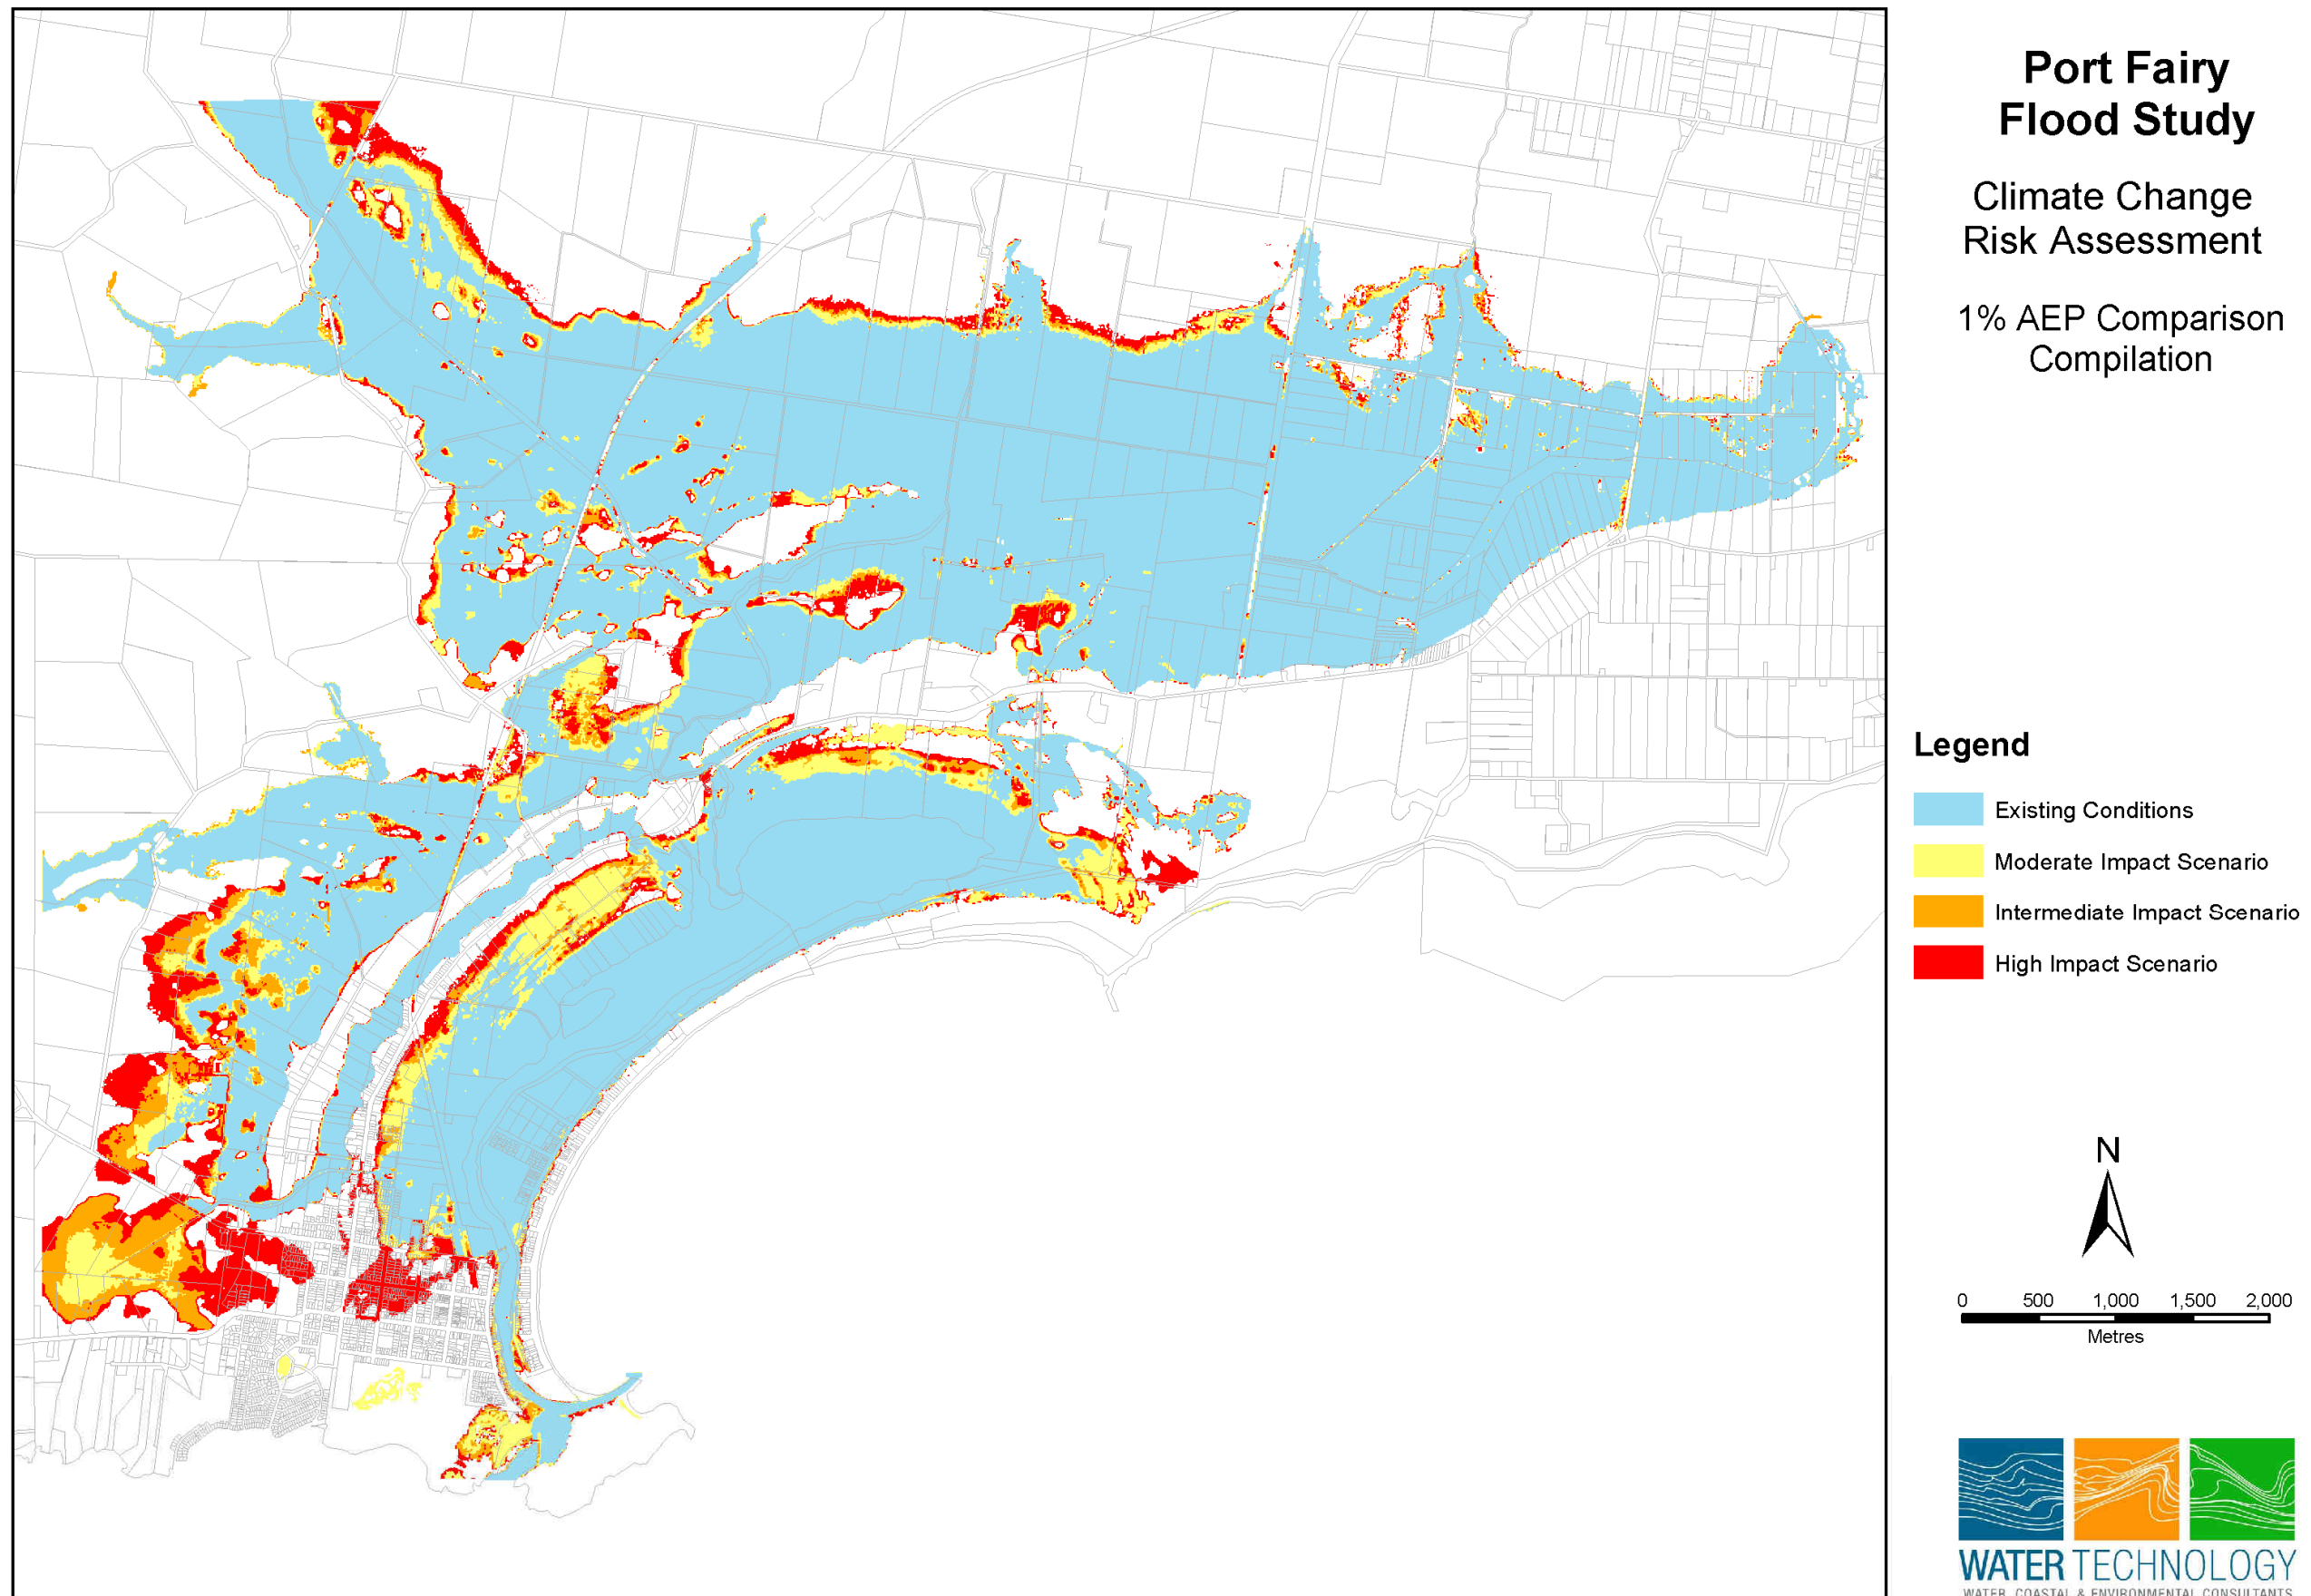 Port Fairy
Flood Study
Climate Change
Risk Assessment
1% AEP Comparison
Compilation
Legend
Existing Conditions
Moderate Impact Scenario
Intermediate Impact Scenario
High Impact Scenario
N
0 500 1,000 1,500 2,000
Metres
WATER TECHNOLOGY
WATER, COASTAL & ENVIRONMENTAL CONSULTANTS